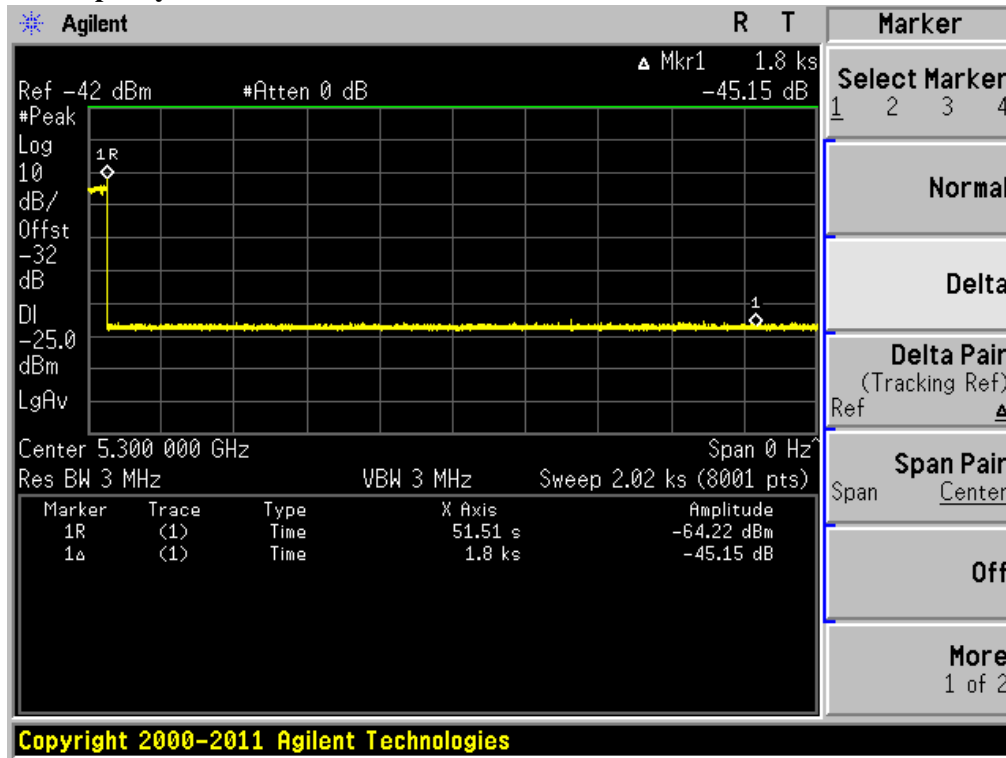 Agilent R T Marker
Δ Mkr1 1.8 ks
Ref -42 dBm #Atten 0 dB -45.15 dB
#Peak
Log
10
dB/
Offst
-32
dB
DI
-25.0
dBm
LgAv
1R
1
Center 5.300 000 GHz Span 0 Hz^
Res BW 3 MHz VBW 3 MHz Sweep 2.02 ks (8001 pts)
Marker Trace Type X Axis Amplitude
1R (1) Time 51.51 s -64.22 dBm
1Δ (1) Time 1.8 ks -45.15 dB
Select Marker
1 2 3 4
Normal
Delta
Delta Pair
(Tracking Ref)
Ref Δ
Span Pair
Span Center
Off
More
1 of 2
Copyright 2000-2011 Agilent Technologies